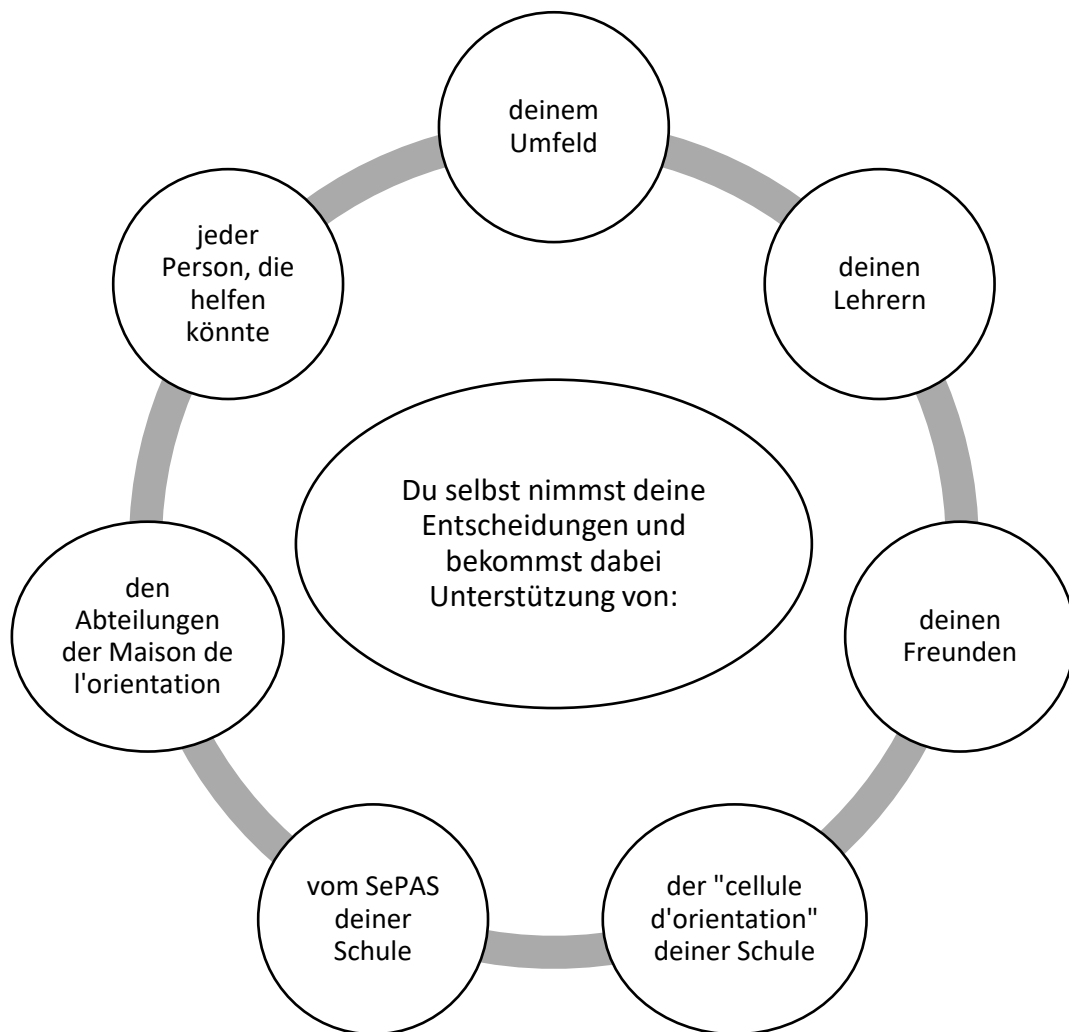 Du selbst nimmst deine
Entscheidungen und
bekommst dabei
Unterstützung von:
deinem
Umfeld
deinen
Lehrern
deinen
Freunden
der "cellule
d'orientation"
deiner Schule
vom SePAS
deiner
Schule
den
Abteilungen
der Maison de
l'orientation
jeder
Person, die
helfen
könnte